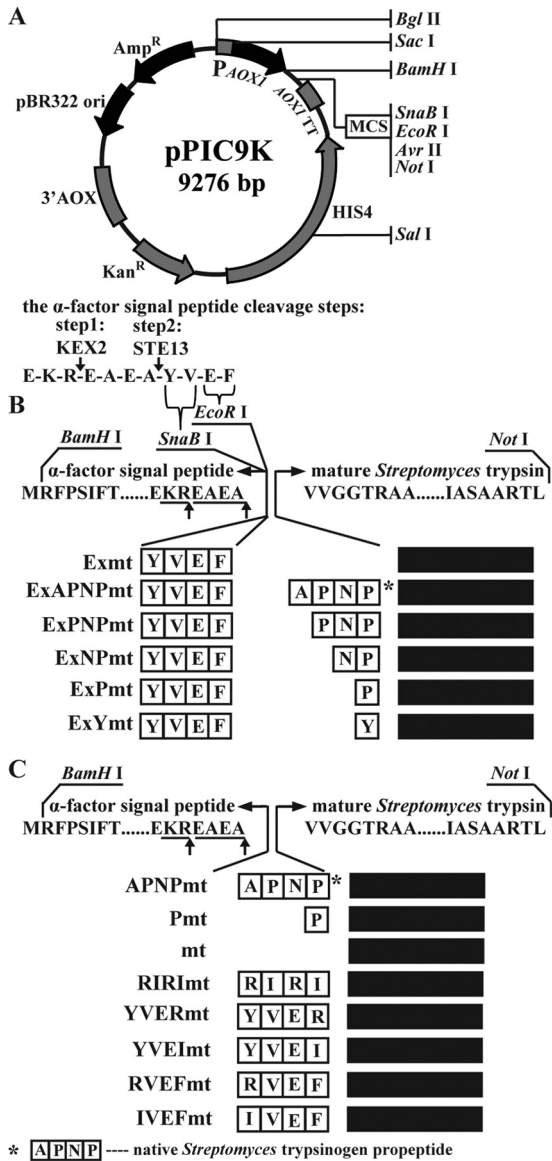 A
Bgl II
Sac I
BamH I
Amp^R
P_AOX1
AOX1 TT
pBR322 ori
MCS
SnaB I
EcoR I
Avr II
Not I
pPIC9K
9276 bp
3'AOX
HIS4
Sal I
Kan^R
the α-factor signal peptide cleavage steps:
step1: step2:
KEX2 STE13
E-K-R-E-A-E-A-Y-V-E-F
EcoR I
B
BamH I SnaB I Not I
α-factor signal peptide mature Streptomyces trypsin
MRFPSIFT......EKREAEA VVGGTRAA......IASAARTL
Exmt Y V E F
ExAPNPmt Y V E F A P N P *
ExPNPmt Y V E F P N P
ExNPmt Y V E F N P
ExPmt Y V E F P
ExYmt Y V E F Y
C
BamH I Not I
α-factor signal peptide mature Streptomyces trypsin
MRFPSIFT......EKREAEA VVGGTRAA......IASAARTL
APNPmt A P N P *
Pmt P
mt
RIRImt R I R I
YVERmt Y V E R
YVEImt Y V E I
RVEFmt R V E F
IVEFmt I V E F
* A P N P ---- native Streptomyces trypsinogen propeptide